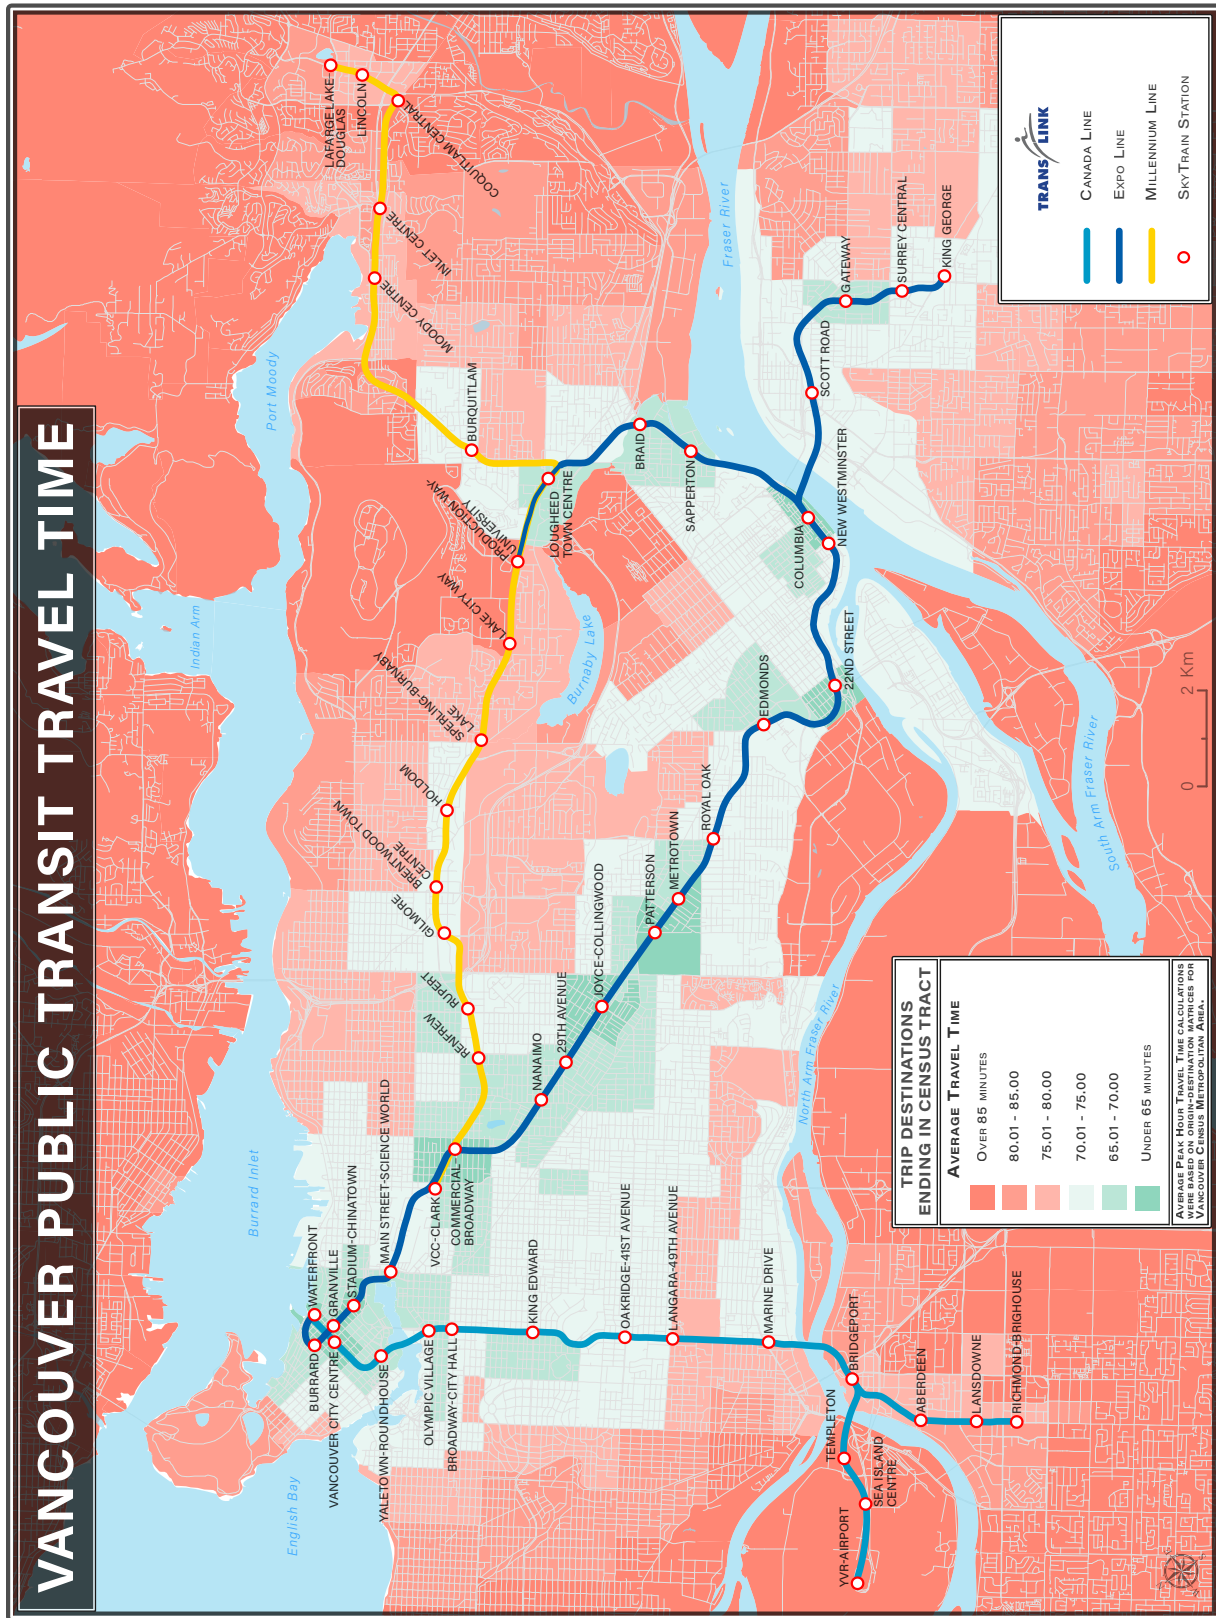 VANCOUVER PUBLIC TRANSIT TRAVEL TIME
English Bay
Burrard Inlet
Indian Arm
Port Moody
Burnaby Lake
Fraser River
North Arm Fraser River
South Arm Fraser River
WATERFRONT
BURRARD
GRANVILLE
VANCOUVER CITY CENTRE
STADIUM-CHINATOWN
YALETOWN-ROUNDHOUSE
MAIN STREET-SCIENCE WORLD
OLYMPIC VILLAGE
BROADWAY-CITY HALL
VCC-CLARK
COMMERCIAL-
BROADWAY
KING EDWARD
OAKRIDGE-41ST AVENUE
LANGARA-49TH AVENUE
MARINE DRIVE
BRIDGEPORT
TEMPLETON
SEA ISLAND
CENTRE
YVR-AIRPORT
ABERDEEN
LANSDOWNE
RICHMOND-BRIGHOUSE
RENFREW
RUPERT
GILMORE
BRENTWOOD TOWN
CENTRE
HOLDOM
SPERLING-BURNABY
LAKE
LAKE CITY WAY
PRODUCTION WAY-
UNIVERSITY
LOUGHEED
TOWN CENTRE
BURQUITLAM
MOODY CENTRE
INLET CENTRE
COQUITLAM CENTRAL
LINCOLN
LAFARGE LAKE-
DOUGLAS
NANAIMO
29TH AVENUE
JOYCE-COLLINGWOOD
PATTERSON
METROTOWN
ROYAL OAK
EDMONDS
22ND STREET
NEW WESTMINSTER
COLUMBIA
SAPPERTON
BRAID
SCOTT ROAD
GATEWAY
SURREY CENTRAL
KING GEORGE
TRIP DESTINATIONS
ENDING IN CENSUS TRACT
AVERAGE TRAVEL TIME
OVER 85 MINUTES
80.01 - 85.00
75.01 - 80.00
70.01 - 75.00
65.01 - 70.00
UNDER 65 MINUTES
AVERAGE PEAK HOUR TRAVEL TIME CALCULATIONS
WERE BASED ON ORIGIN-DESTINATION MATRICES FOR
VANCOUVER CENSUS METROPOLITAN AREA.
0 2 Km
TRANS LINK
CANADA LINE
EXPO LINE
MILLENNIUM LINE
SKYTRAIN STATION